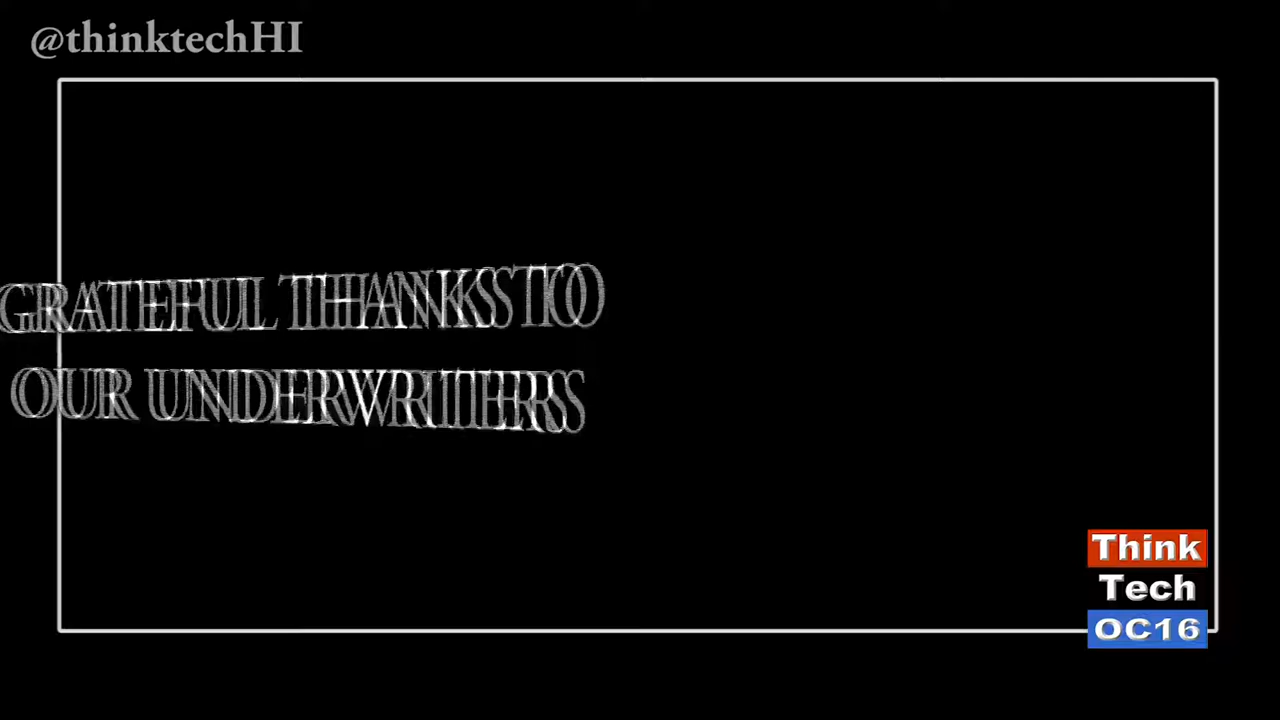 @thinktechHI
GRATEFUL THANKS TO
OUR UNDERWRITERS
Think
Tech
OC16